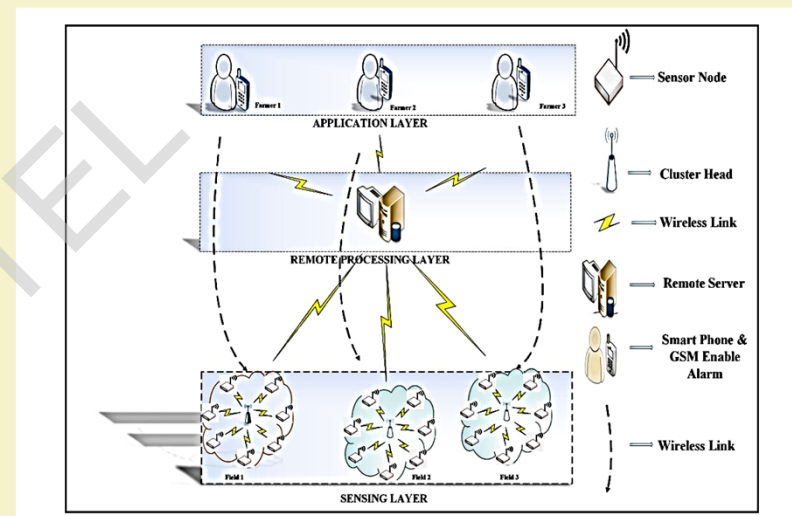 Farmer 1
Farmer 2
Farmer 3
APPLICATION LAYER
REMOTE PROCESSING LAYER
Field 1
Field 2
Field 3
SENSING LAYER
Sensor Node
Cluster Head
Wireless Link
Remote Server
Smart Phone &
GSM Enable
Alarm
Wireless Link